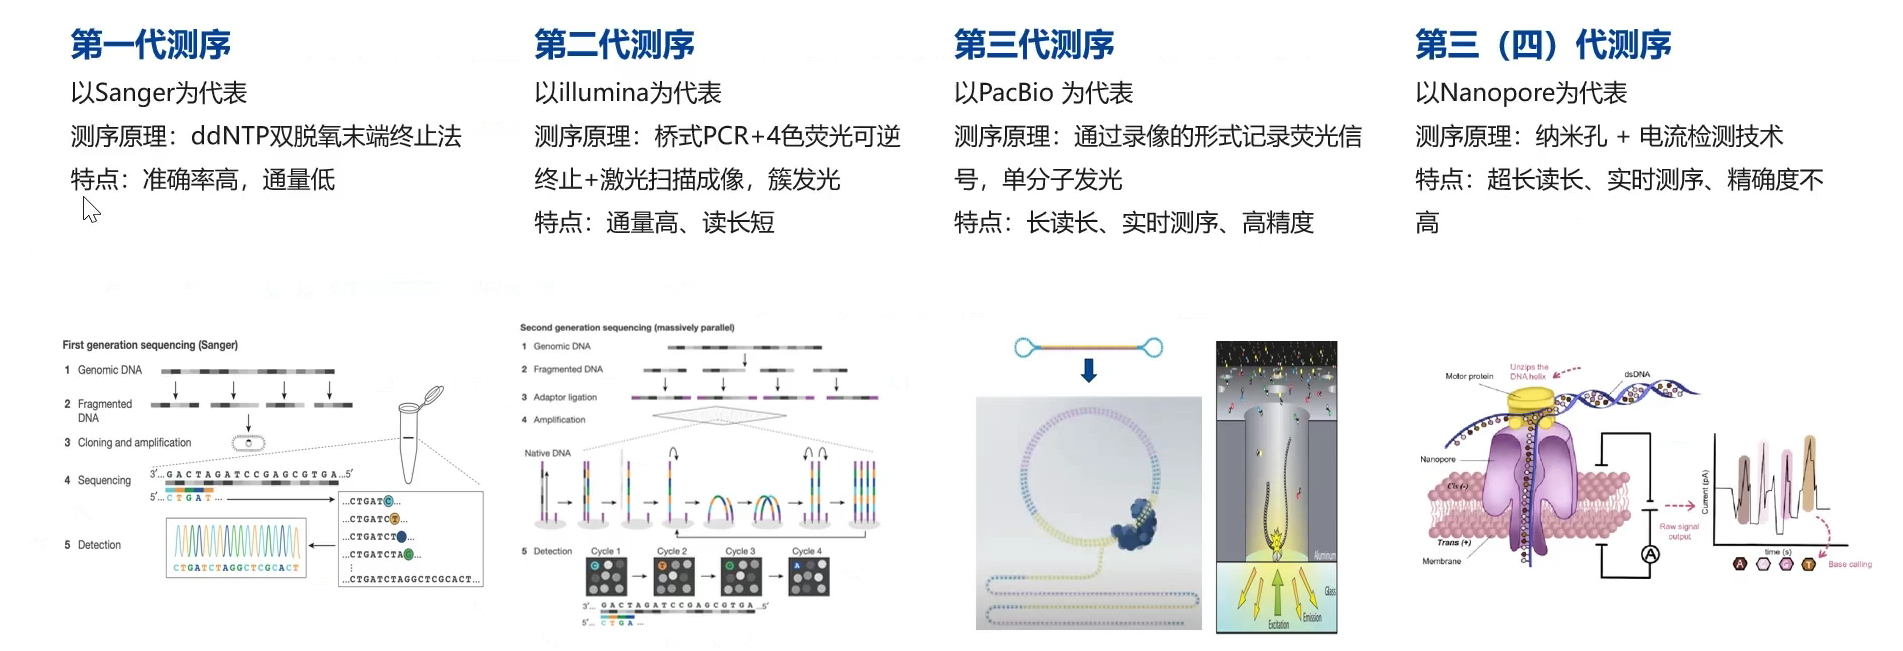 第一代测序
以Sanger为代表
测序原理：ddNTP双脱氧末端终止法
特点：准确率高，通量低
第二代测序
以illumina为代表
测序原理：桥式PCR+4色荧光可逆
终止+激光扫描成像，簇发光
特点：通量高、读长短
第三代测序
以PacBio 为代表
测序原理：通过录像的形式记录荧光信
号，单分子发光
特点：长读长、实时测序、高精度
第三（四）代测序
以Nanopore为代表
测序原理：纳米孔 + 电流检测技术
特点：超长读长、实时测序、精确度不
高
First generation sequencing (Sanger)
1 Genomic DNA
2 Fragmented
DNA
3 Cloning and amplification
4 Sequencing
3′...GACTAGATCCGAGCGTGA...5′
5′...CTGAT...
...CTGATC...
...CTGATCT...
...CTGATCTA...
...CTGATCTAG...
...CTGATCTAGGCTCGCACT...
5 Detection
CTGATCTAGGCTCGCACT
Second generation sequencing (massively parallel)
1 Genomic DNA
2 Fragmented DNA
3 Adaptor ligation
4 Amplification
Native DNA
5 Detection
Cycle 1
Cycle 2
Cycle 3
Cycle 4
C
T
G
A
3′... GACTAGATCCGAGCGTGA ...5′
5′... CTGA ...
Aluminum
Glass
Excitation
Emission
Motor protein
Unzips the
DNA helix
dsDNA
Nanopore
Cis (-)
Trans (+)
Membrane
A
Raw signal
output
Current (pA)
time (s)
A
G
T
Base calling